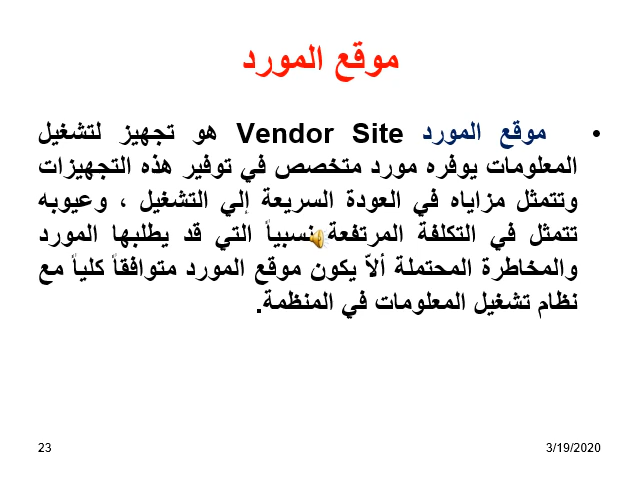 موقع المورد
• موقع المورد Vendor Site هو تجهيز لتشغيل
المعلومات يوفره مورد متخصص في توفير هذه التجهيزات
وتتمثل مزاياه في العودة السريعة إلي التشغيل ، وعيوبه
تتمثل في التكلفة المرتفعة نسبياً التي قد يطلبها المورد
والمخاطرة المحتملة ألاّ يكون موقع المورد متوافقاً كلياً مع
نظام تشغيل المعلومات في المنظمة.
23
3/19/2020